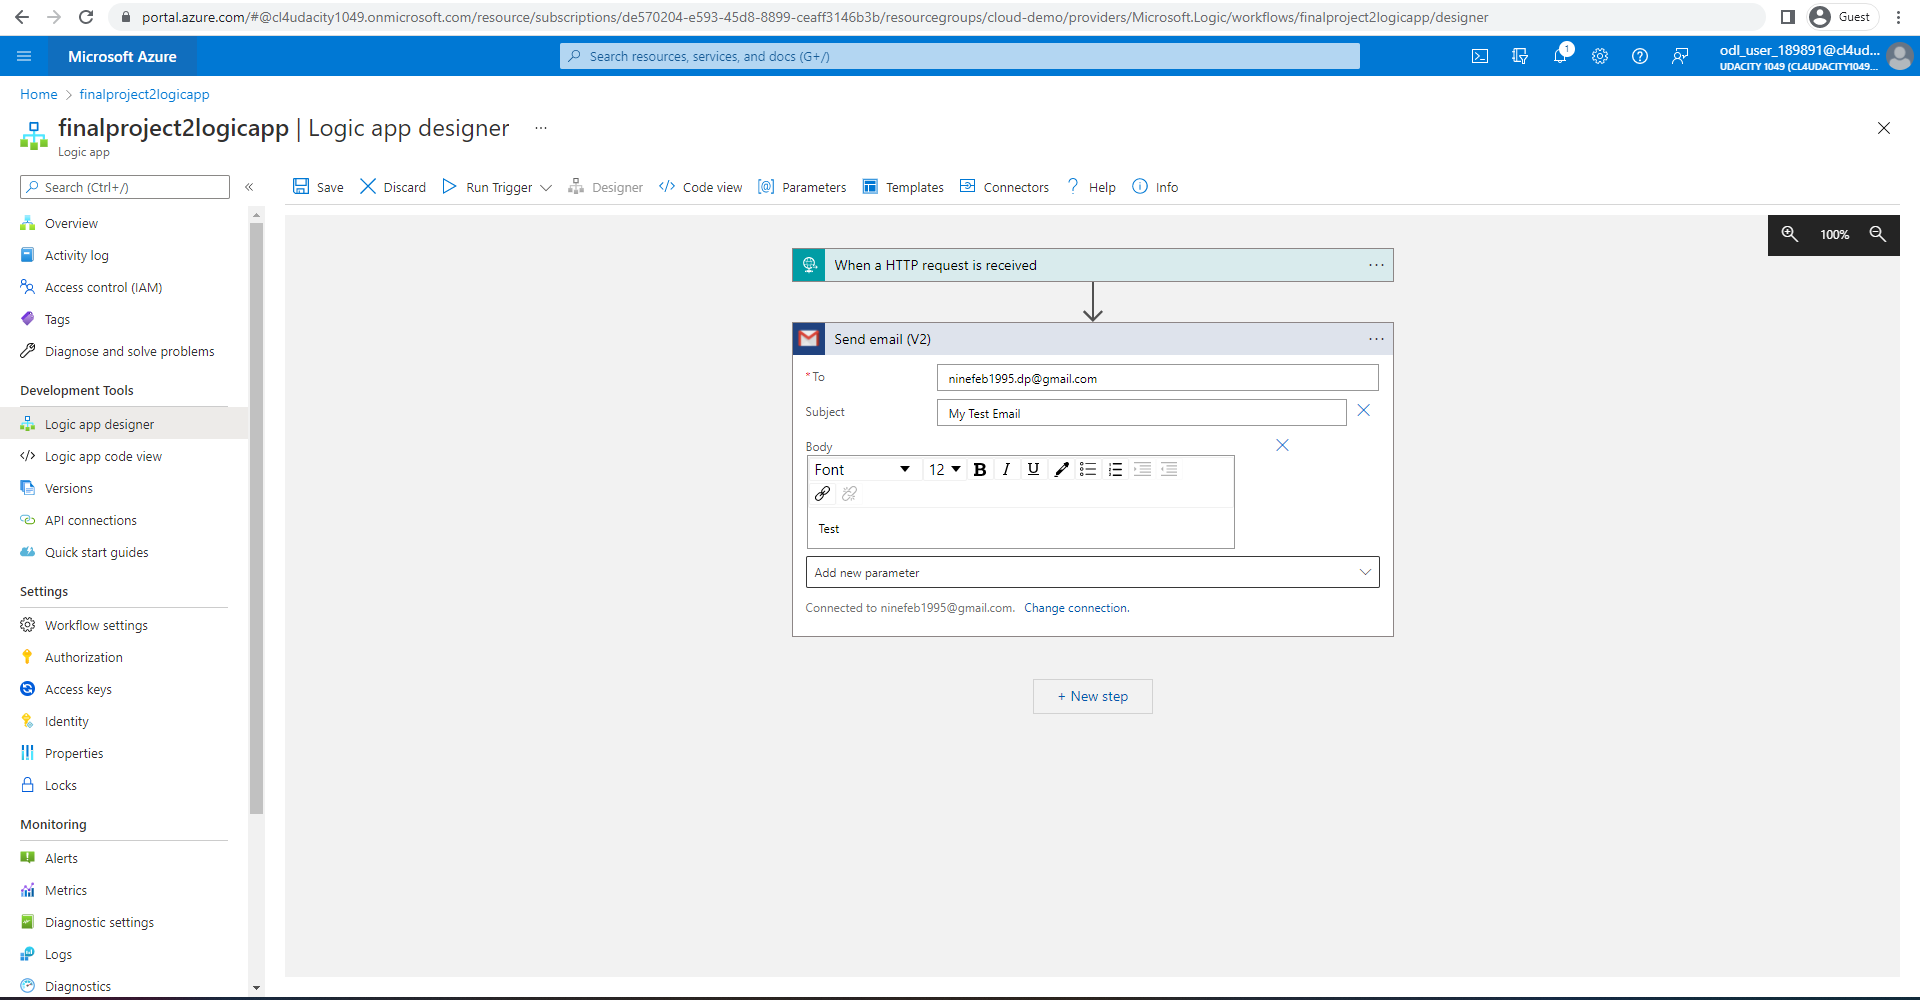 portal.azure.com/#@cl4udacity1049.onmicrosoft.com/resource/subscriptions/de570204-e593-45d8-8899-ceaff3146b3b/resourcegroups/cloud-demo/providers/Microsoft.Logic/workflows/finalproject2logicapp/designer
Guest
Microsoft Azure
Search resources, services, and docs (G+/)
1
odl_user_189891@cl4ud...
UDACITY 1049 (CL4UDACITY1049...
Home > finalproject2logicapp
finalproject2logicapp | Logic app designer ...
Logic app
Search (Ctrl+/)
«
Save
Discard
Run Trigger
Designer
Code view
Parameters
Templates
Connectors
Help
Info
Overview
Activity log
Access control (IAM)
Tags
Diagnose and solve problems
Development Tools
Logic app designer
Logic app code view
Versions
API connections
Quick start guides
Settings
Workflow settings
Authorization
Access keys
Identity
Properties
Locks
Monitoring
Alerts
Metrics
Diagnostic settings
Logs
Diagnostics
100%
When a HTTP request is received ...
Send email (V2) ...
* To
ninefeb1995.dp@gmail.com
Subject
My Test Email
Body
Font 12 B I U
Test
Add new parameter
Connected to ninefeb1995@gmail.com. Change connection.
+ New step